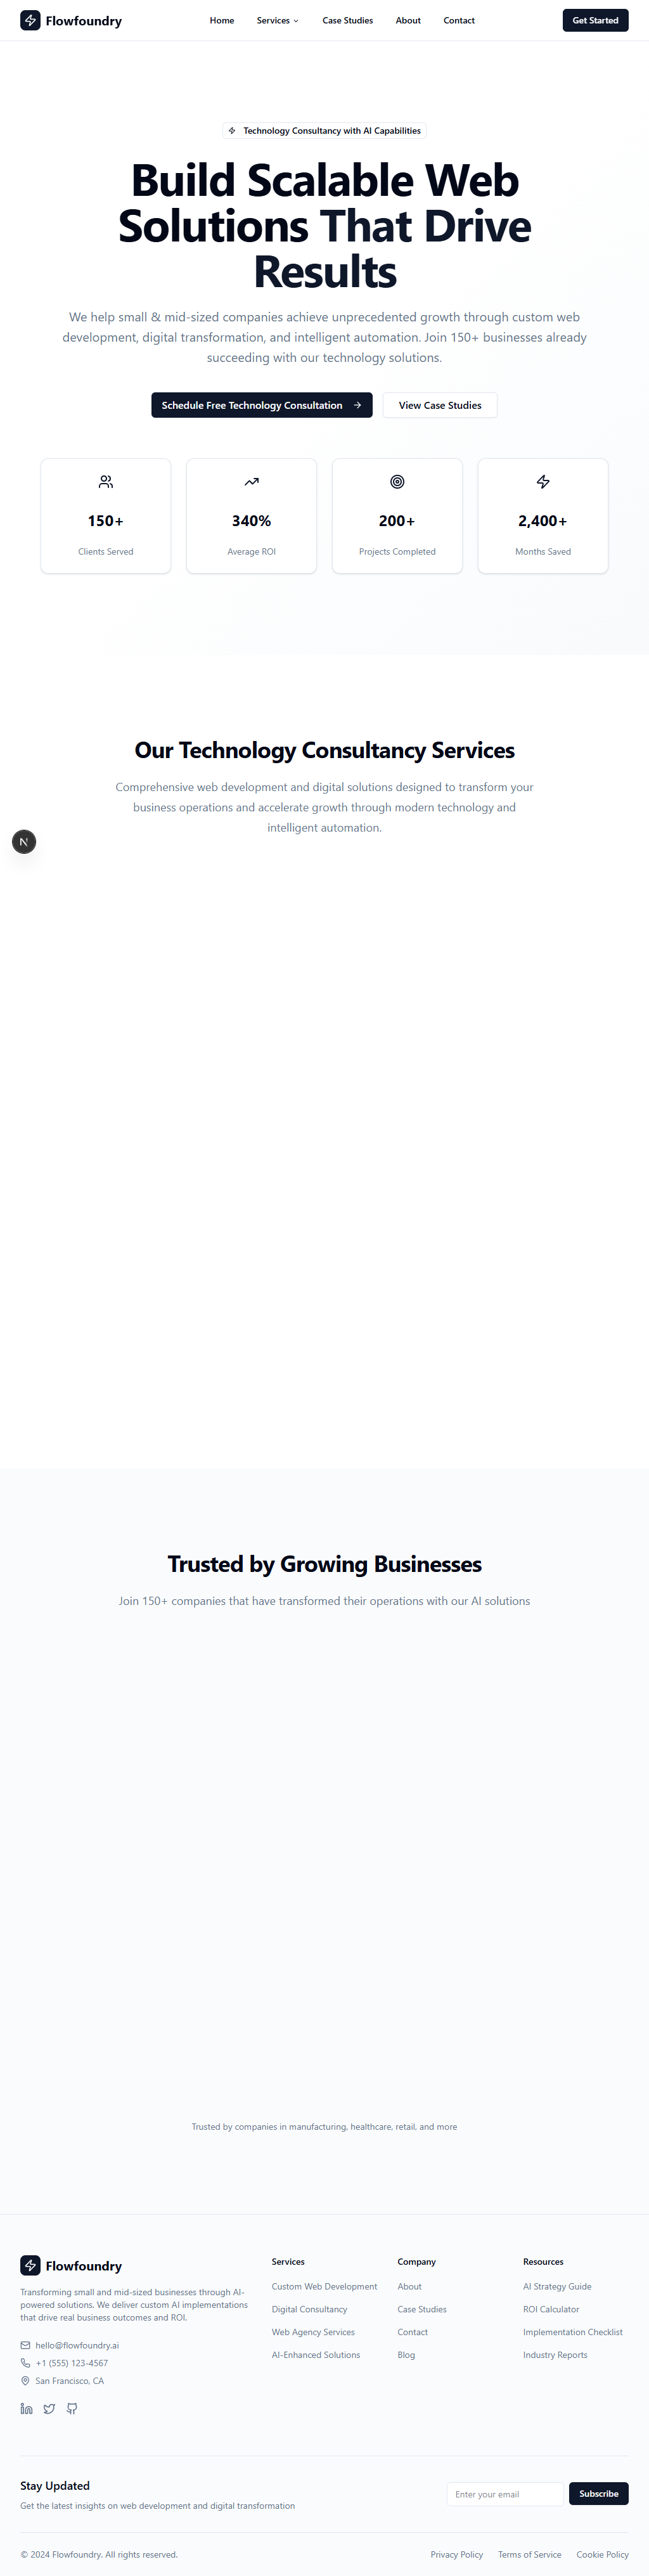 Flowfoundry
Home Services Case Studies About Contact
Get Started
Technology Consultancy with AI Capabilities
Build Scalable Web
Solutions That Drive
Results
We help small & mid-sized companies achieve unprecedented growth through custom web
development, digital transformation, and intelligent automation. Join 150+ businesses already
succeeding with our technology solutions.
Schedule Free Technology Consultation
View Case Studies
150+
Clients Served
340%
Average ROI
200+
Projects Completed
2,400+
Months Saved
Our Technology Consultancy Services
Comprehensive web development and digital solutions designed to transform your
business operations and accelerate growth through modern technology and
intelligent automation.
N
Trusted by Growing Businesses
Join 150+ companies that have transformed their operations with our AI solutions
Trusted by companies in manufacturing, healthcare, retail, and more
Flowfoundry
Transforming small and mid-sized businesses through AI-
powered solutions. We deliver custom AI implementations
that drive real business outcomes and ROI.
hello@flowfoundry.ai
+1 (555) 123-4567
San Francisco, CA
Services
Custom Web Development
Digital Consultancy
Web Agency Services
AI-Enhanced Solutions
Company
About
Case Studies
Contact
Blog
Resources
AI Strategy Guide
ROI Calculator
Implementation Checklist
Industry Reports
Stay Updated
Get the latest insights on web development and digital transformation
Enter your email
Subscribe
© 2024 Flowfoundry. All rights reserved.
Privacy Policy Terms of Service Cookie Policy